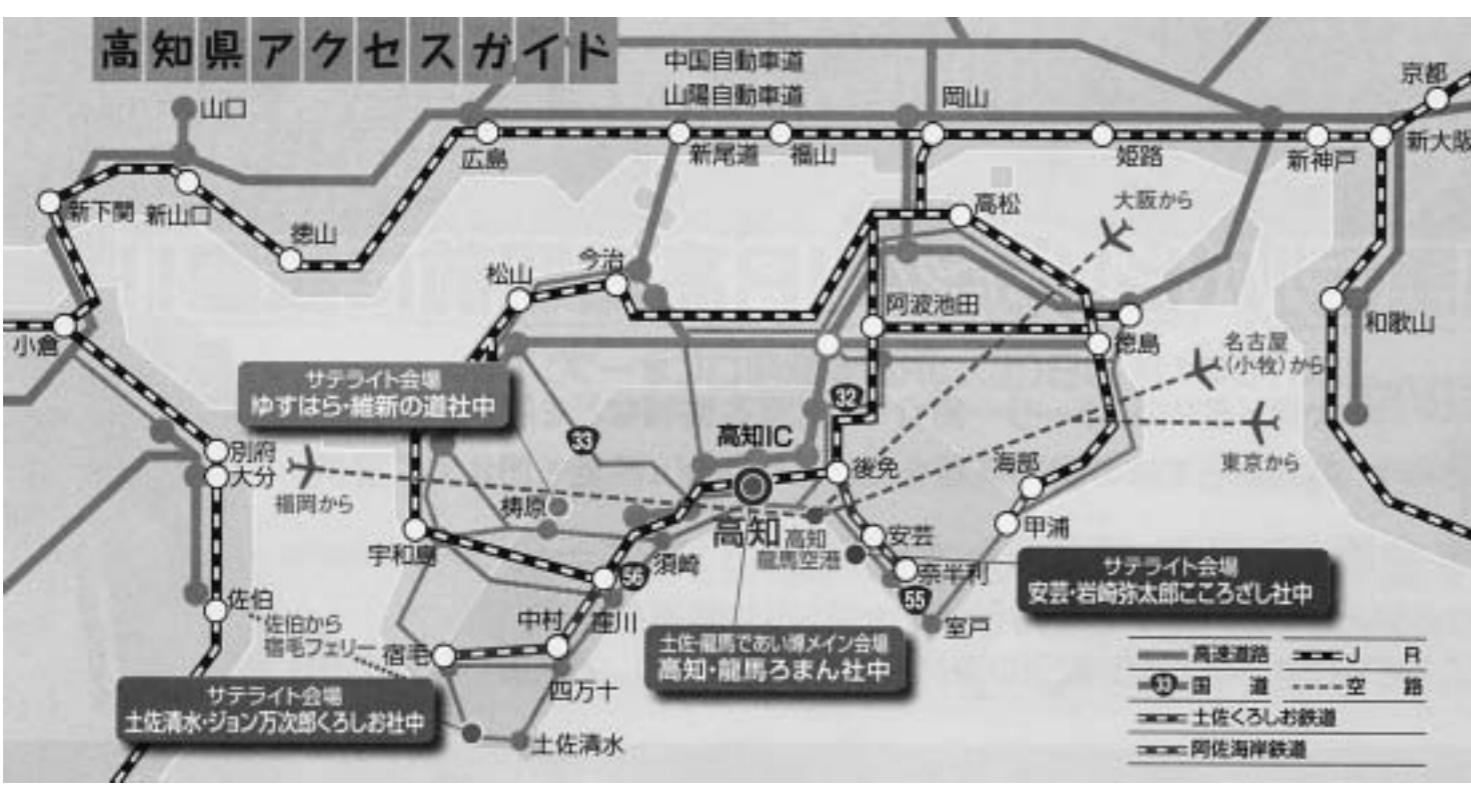 高知県アクセスガイド
中国自動車道
山陽自動車道
山口
岡山
京都
広島
新尾道
福山
姫路
新神戸
新大阪
新下関
新山口
徳山
高松
大阪から
松山
今治
阿波池田
徳島
和歌山
小倉
名古屋
(小牧)から
サテライト会場
ゆすはら・維新の道社中
32
33
高知IC
別府
大分
後免
海部
東京から
福岡から
梼原
高知
高知
龍馬空港
安芸
甲浦
宇和島
須崎
56
奈半利
サテライト会場
安芸・岩崎弥太郎こころざし社中
55
室戸
佐伯
佐伯から
宿毛フェリー
中村
窪川
宿毛
土佐・龍馬であい博メイン会場
高知・龍馬ろまん社中
四万十
サテライト会場
土佐清水・ジョン万次郎くろしお社中
土佐清水
高速道路
JR
33
国道
空路
土佐くろしお鉄道
阿佐海岸鉄道